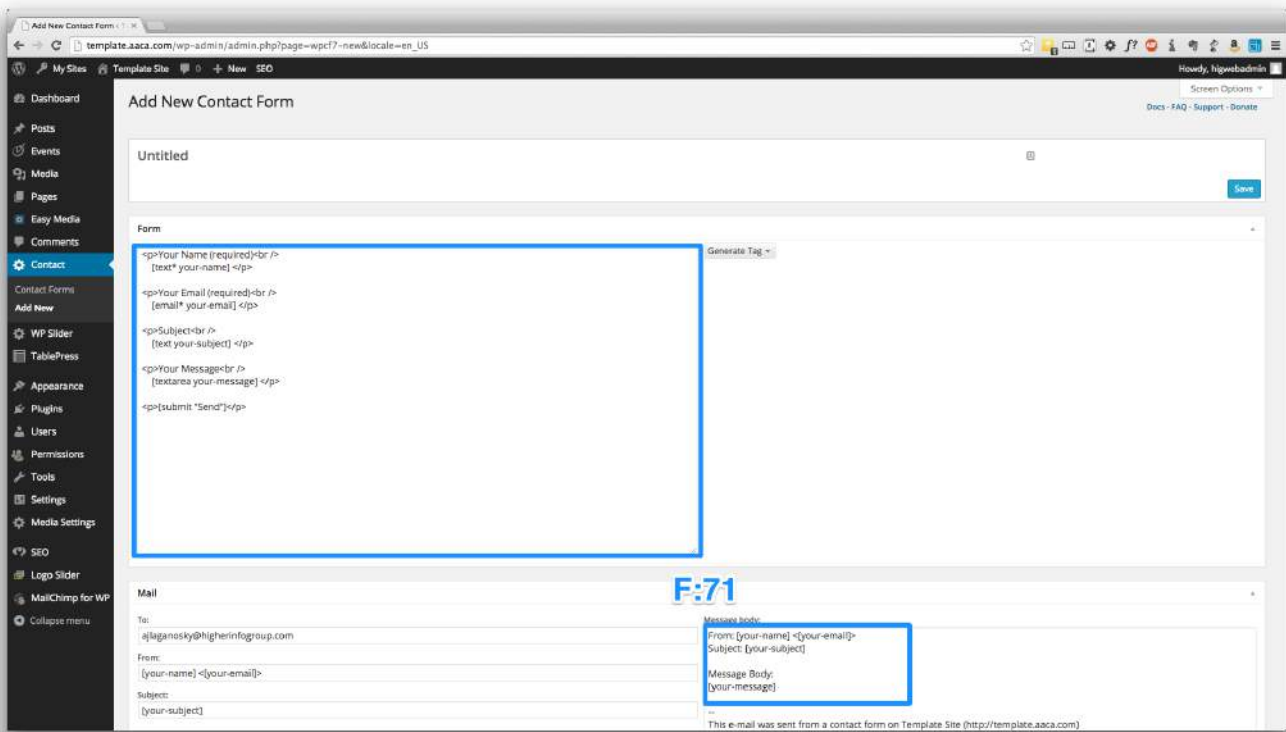 Add New Contact Form
template.aaca.com/wp-admin/admin.php?page=wpcf7-new&locale=en_US
My Sites Template Site 0 + New SEO
Howdy, higwebadmin
Dashboard
Posts
Events
Media
Pages
Easy Media
Comments
Contact
Contact Forms
Add New
WP Slider
TablePress
Appearance
Plugins
Users
Permissions
Tools
Settings
Media Settings
SEO
Logo Slider
MailChimp for WP
Collapse menu
Add New Contact Form
Screen Options
Docs - FAQ - Support - Donate
Untitled
Save
Form
<p>Your Name (required)<br />
[text* your-name] </p>
<p>Your Email (required)<br />
[email* your-email] </p>
<p>Subject<br />
[text your-subject] </p>
<p>Your Message<br />
[textarea your-message] </p>
<p>[submit "Send"]</p>
Generate Tag
F:71
Mail
To:
ajlaganosky@higherinfogroup.com
From:
[your-name] <[your-email]>
Subject:
[your-subject]
Message body:
From: [your-name] <[your-email]>
Subject: [your-subject]
Message Body:
[your-message]
--
This e-mail was sent from a contact form on Template Site (http://template.aaca.com)